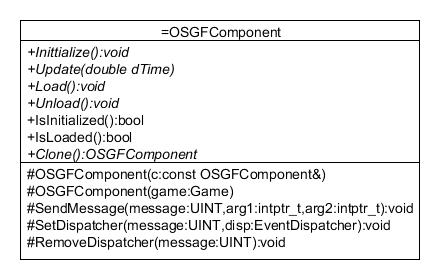 =OSGFComponent
+Inittialize():void
+Update(double dTime)
+Load():void
+Unload():void
+IsInitialized():bool
+IsLoaded():bool
+Clone():OSGFComponent
#OSGFComponent(c:const OSGFComponent&)
#OSGFComponent(game:Game)
#SendMessage(message:UINT,arg1:intptr_t,arg2:intptr_t):void
#SetDispatcher(message:UINT,disp:EventDispatcher):void
#RemoveDispatcher(message:UINT):void